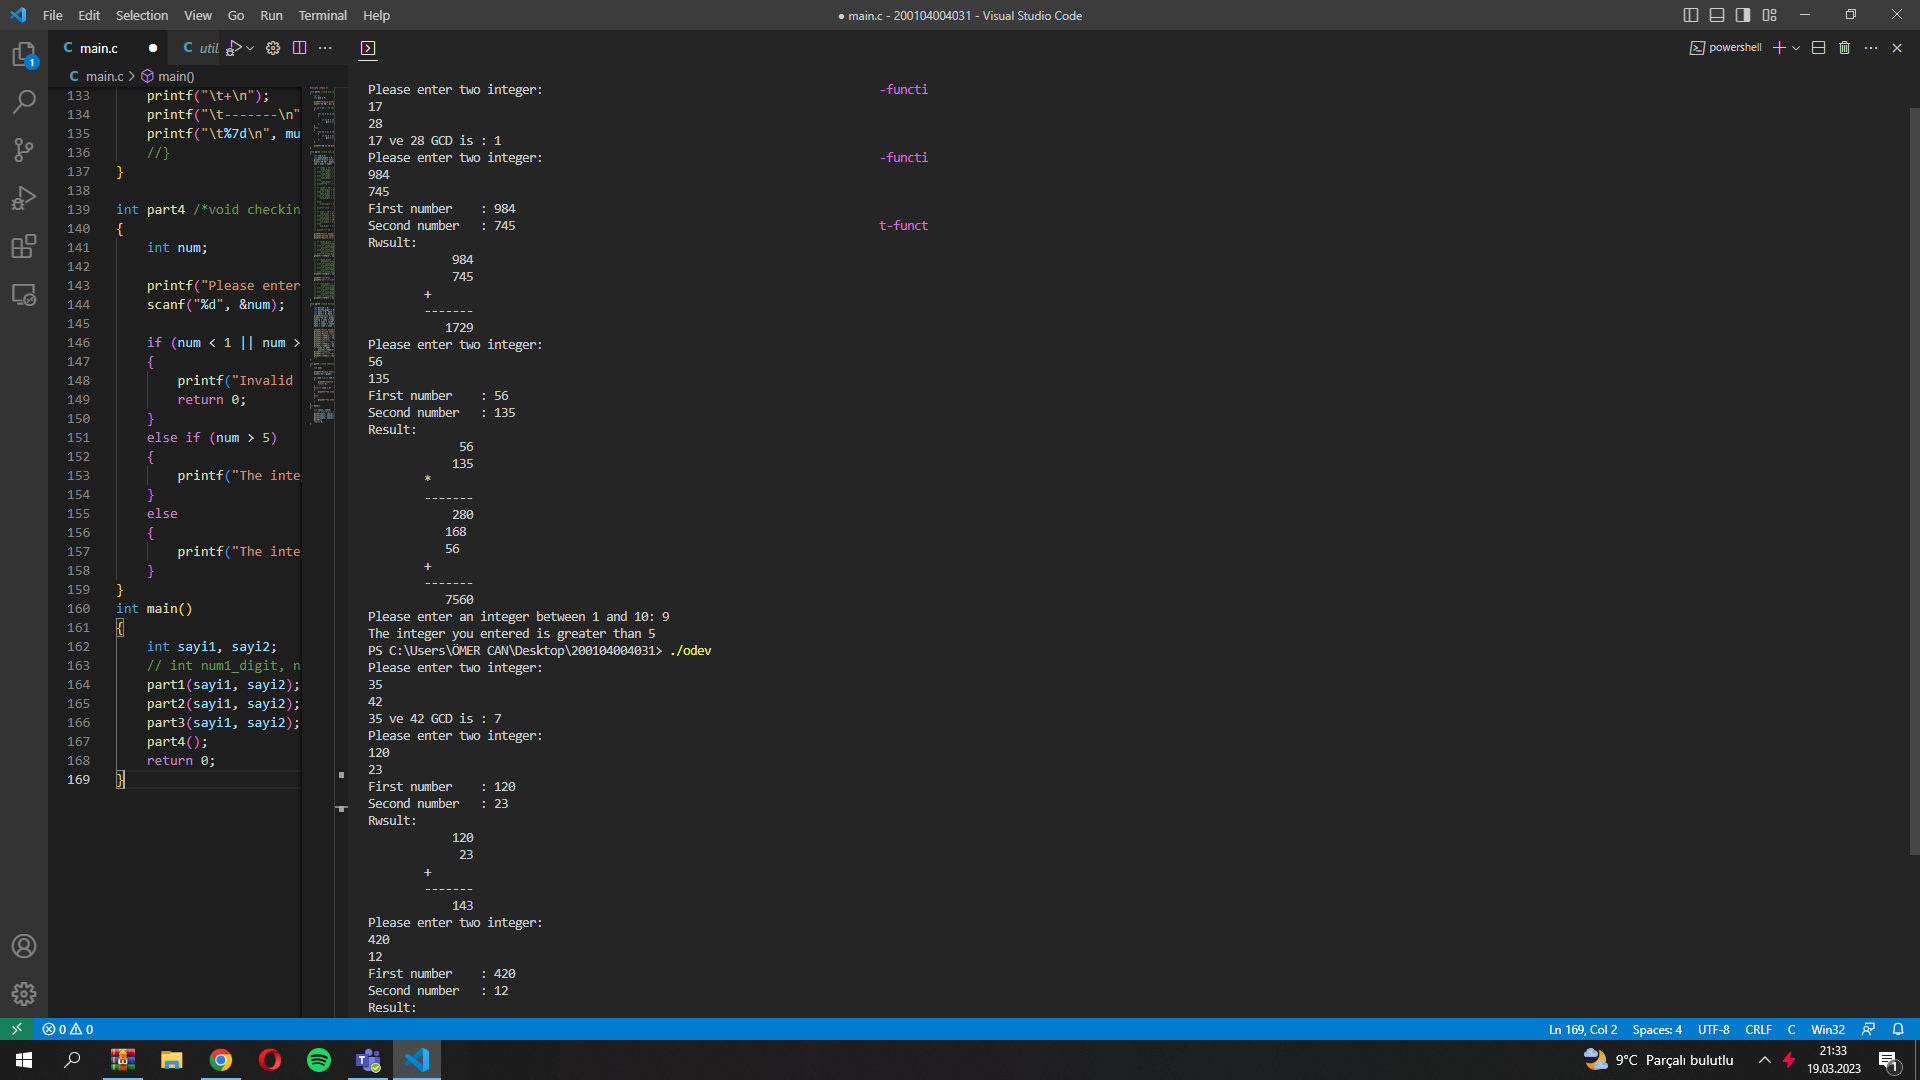 File Edit Selection View Go Run Terminal Help
● main.c - 200104004031 - Visual Studio Code
1
C main.c ● C util
powershell
C main.c > main()
133 printf("\t+\n");
134 printf("\t-------\n"
135 printf("\t%7d\n", mu
136 //}
137 }
138
139 int part4 /*void checkin
140 {
141 int num;
142
143 printf("Please enter
144 scanf("%d", &num);
145
146 if (num < 1 || num >
147 {
148 printf("Invalid
149 return 0;
150 }
151 else if (num > 5)
152 {
153 printf("The inte
154 }
155 else
156 {
157 printf("The inte
158 }
159 }
160 int main()
161 {
162 int sayi1, sayi2;
163 // int num1_digit, n
164 part1(sayi1, sayi2);
165 part2(sayi1, sayi2);
166 part3(sayi1, sayi2);
167 part4();
168 return 0;
169 }
Please enter two integer: -functi
17
28
17 ve 28 GCD is : 1
Please enter two integer: -functi
984
745
First number : 984
Second number : 745 t-funct
Rwsult:
984
745
+
-------
1729
Please enter two integer:
56
135
First number : 56
Second number : 135
Result:
56
135
*
-------
280
168
56
+
-------
7560
Please enter an integer between 1 and 10: 9
The integer you entered is greater than 5
PS C:\Users\ÖMER CAN\Desktop\200104004031> ./odev
Please enter two integer:
35
42
35 ve 42 GCD is : 7
Please enter two integer:
120
23
First number : 120
Second number : 23
Rwsult:
120
23
+
-------
143
Please enter two integer:
420
12
First number : 420
Second number : 12
Result:
0 0
Ln 169, Col 2 Spaces: 4 UTF-8 CRLF C Win32
9°C Parçalı bulutlu
21:33
19.03.2023
1